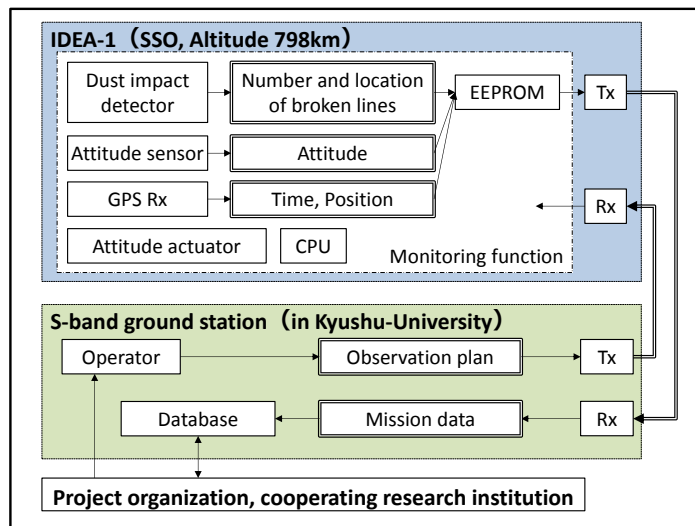 IDEA-1（SSO, Altitude 798km）
Dust impact
detector
Number and location
of broken lines
EEPROM
Tx
Attitude sensor
Attitude
GPS Rx
Time, Position
Rx
Attitude actuator
CPU
Monitoring function
S-band ground station（in Kyushu-University）
Operator
Observation plan
Tx
Database
Mission data
Rx
Project organization, cooperating research institution